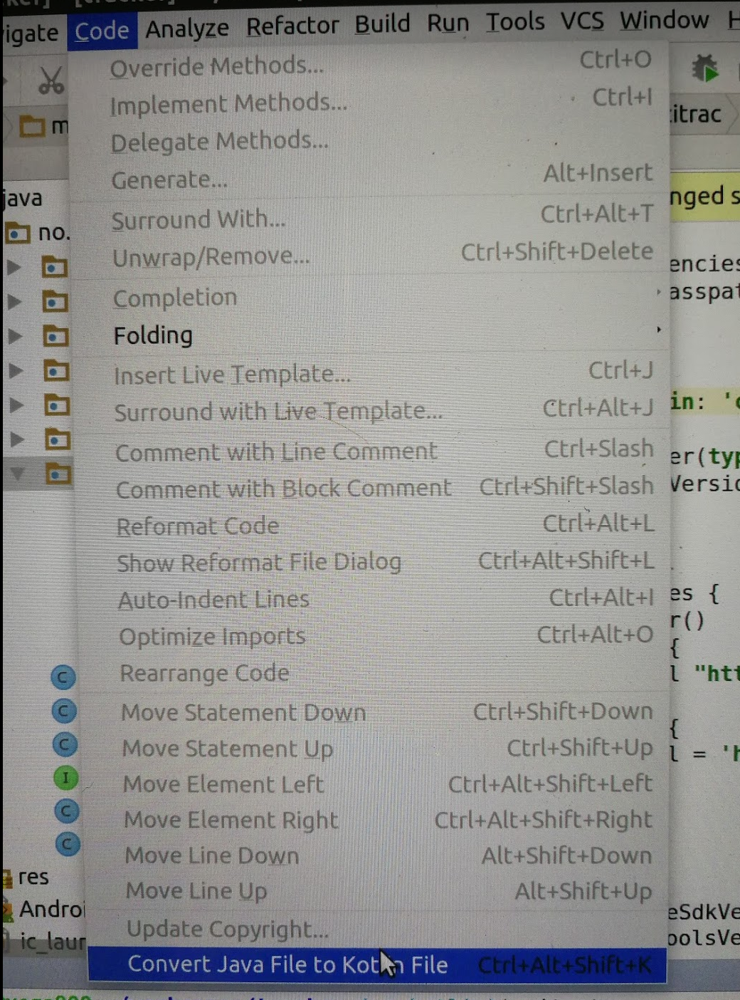 igate Code Analyze Refactor Build Run Tools VCS Window H
Override Methods... Ctrl+O
Implement Methods... Ctrl+I
m
itrac
Delegate Methods...
Generate... Alt+Insert
java
nged s
Surround With... Ctrl+Alt+T
no.
Unwrap/Remove... Ctrl+Shift+Delete
encies
Completion
asspat
Folding
Insert Live Template... Ctrl+J
in: 'c
Surround with Live Template... Ctrl+Alt+J
Comment with Line Comment Ctrl+Slash
er(typ
Comment with Block Comment Ctrl+Shift+Slash
Versio
Reformat Code Ctrl+Alt+L
Show Reformat File Dialog Ctrl+Alt+Shift+L
Auto-Indent Lines Ctrl+Alt+I
es {
r()
Optimize Imports Ctrl+Alt+O
{
Rearrange Code
l "htt
C
Move Statement Down Ctrl+Shift+Down
C
{
Move Statement Up Ctrl+Shift+Up
C
l = 'h
Move Element Left Ctrl+Alt+Shift+Left
I
Move Element Right Ctrl+Alt+Shift+Right
C
Move Line Down Alt+Shift+Down
C
res
Move Line Up Alt+Shift+Up
Androi
eSdkVe
Update Copyright...
ic_laur
oolsVe
Convert Java File to Kotlin File Ctrl+Alt+Shift+K